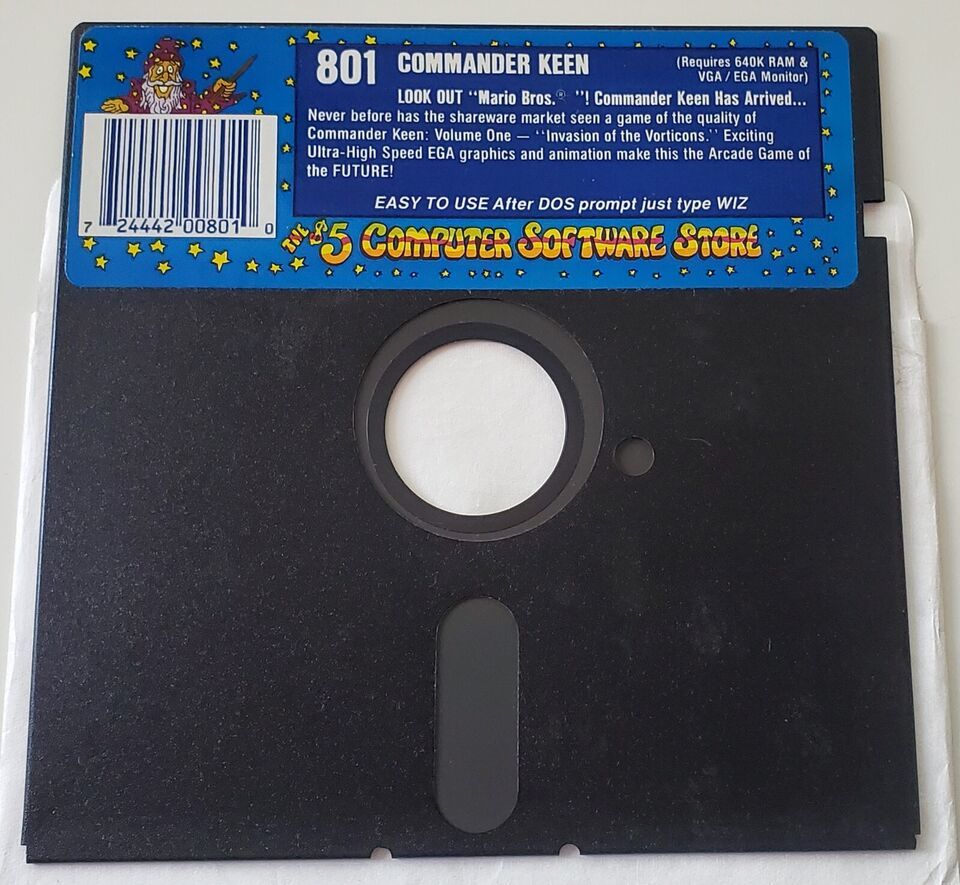 801 COMMANDER KEEN
(Requires 640K RAM &
VGA / EGA Monitor)
LOOK OUT "Mario Bros.® "! Commander Keen Has Arrived...
Never before has the shareware market seen a game of the quality of
Commander Keen: Volume One — "Invasion of the Vorticons." Exciting
Ultra-High Speed EGA graphics and animation make this the Arcade Game of
the FUTURE!
EASY TO USE After DOS prompt just type WIZ
7 24442 00801 0
THE $5 COMPUTER SOFTWARE STORE